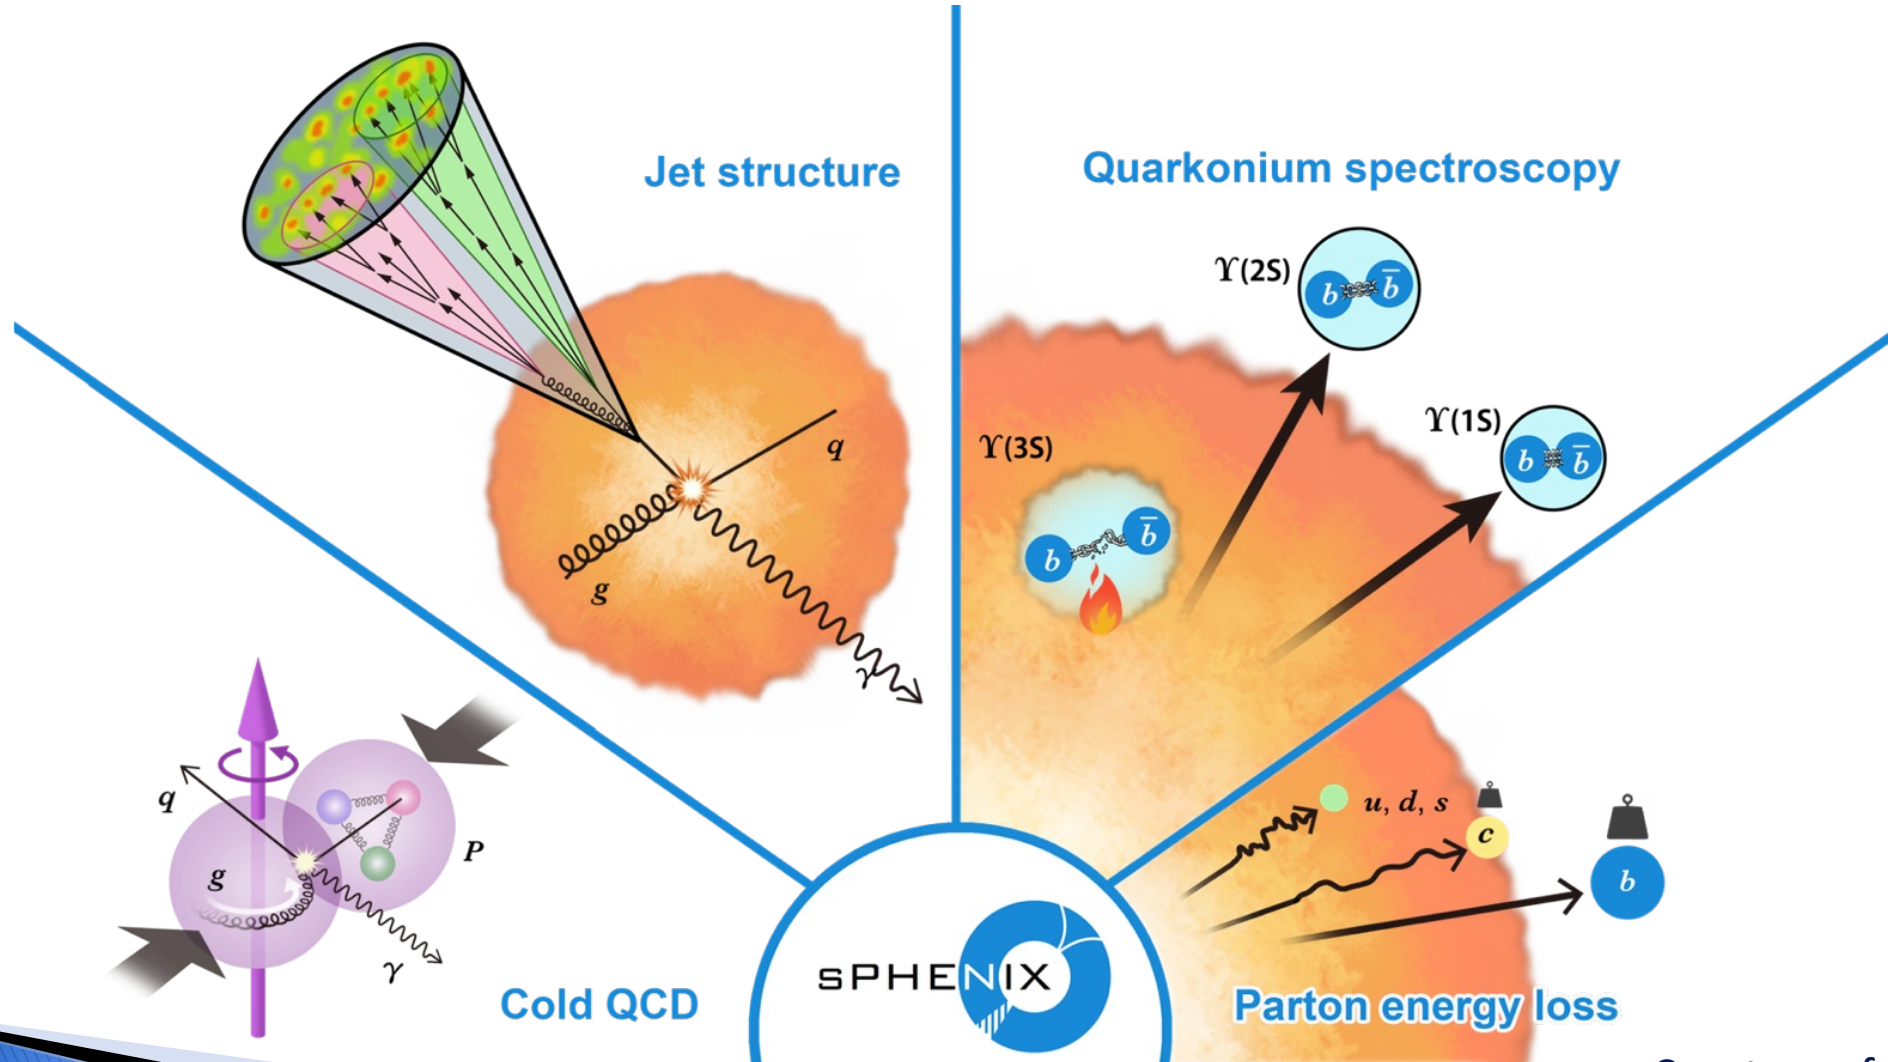 Jet structure
q
g
γ
Quarkonium spectroscopy
ϒ(2S)
b b̅
ϒ(1S)
b b̅
ϒ(3S)
b b̅
q
g
P
γ
Cold QCD
sPHENIX
u, d, s
c
b
Parton energy loss